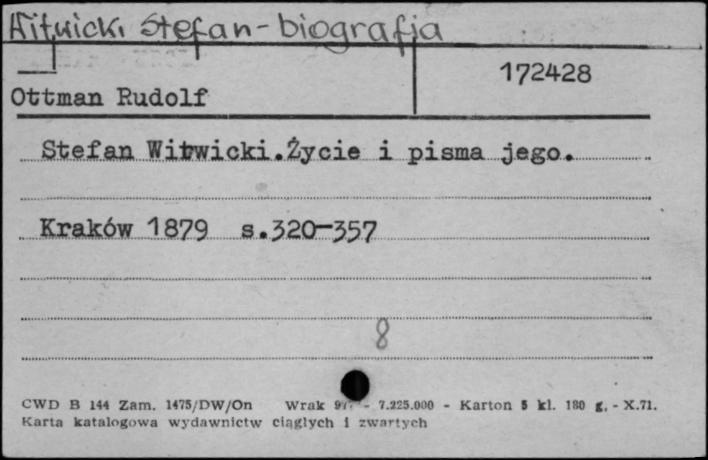 Witwicki Stefan - biografja
172428
Ottman Rudolf
Stefan Witwicki.Życie i pisma jego.
Kraków 1879 s.320-357
8
CWD B 144 Zam. 1475/DW/On Wrak - 7.225.000 - Karton 5 kl. 180 g. - X.71.
Karta katalogowa wydawnictw ciągłych i zwartych